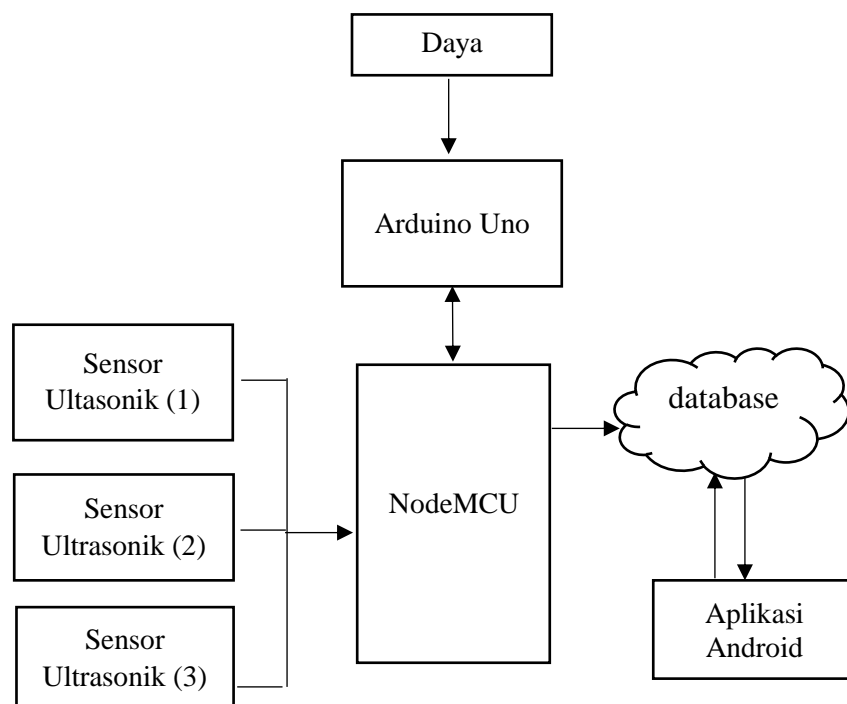 Daya
Arduino Uno
Sensor
Ultasonik (1)
database
NodeMCU
Sensor
Ultrasonik (2)
Aplikasi
Android
Sensor
Ultrasonik (3)